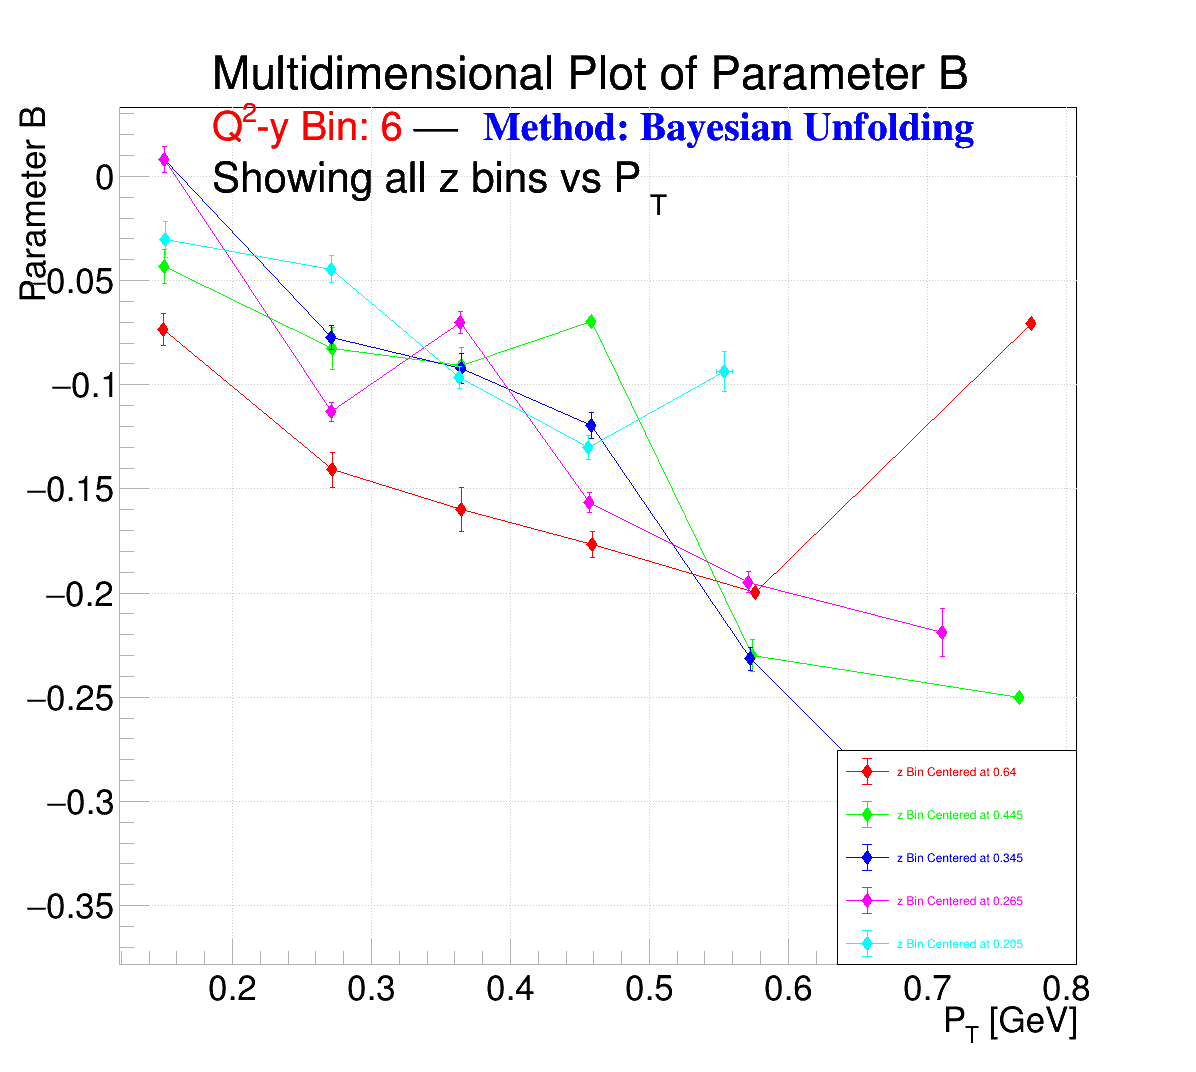 Multidimensional Plot of Parameter B
Q²-y Bin: 6 — Method: Bayesian Unfolding
Showing all z bins vs P_T
Parameter B
0
−0.05
−0.1
−0.15
−0.2
−0.25
−0.3
−0.35
z Bin Centered at 0.64
z Bin Centered at 0.445
z Bin Centered at 0.345
z Bin Centered at 0.265
z Bin Centered at 0.205
0.2 0.3 0.4 0.5 0.6 0.7 0.8
P_T [GeV]